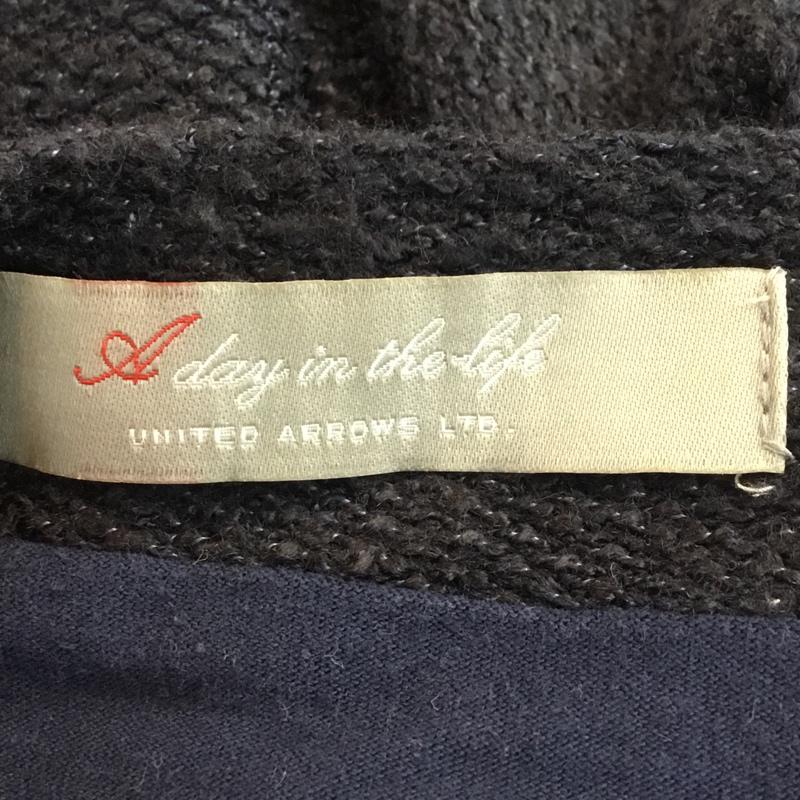 A day in the life
UNITED ARROWS LTD.